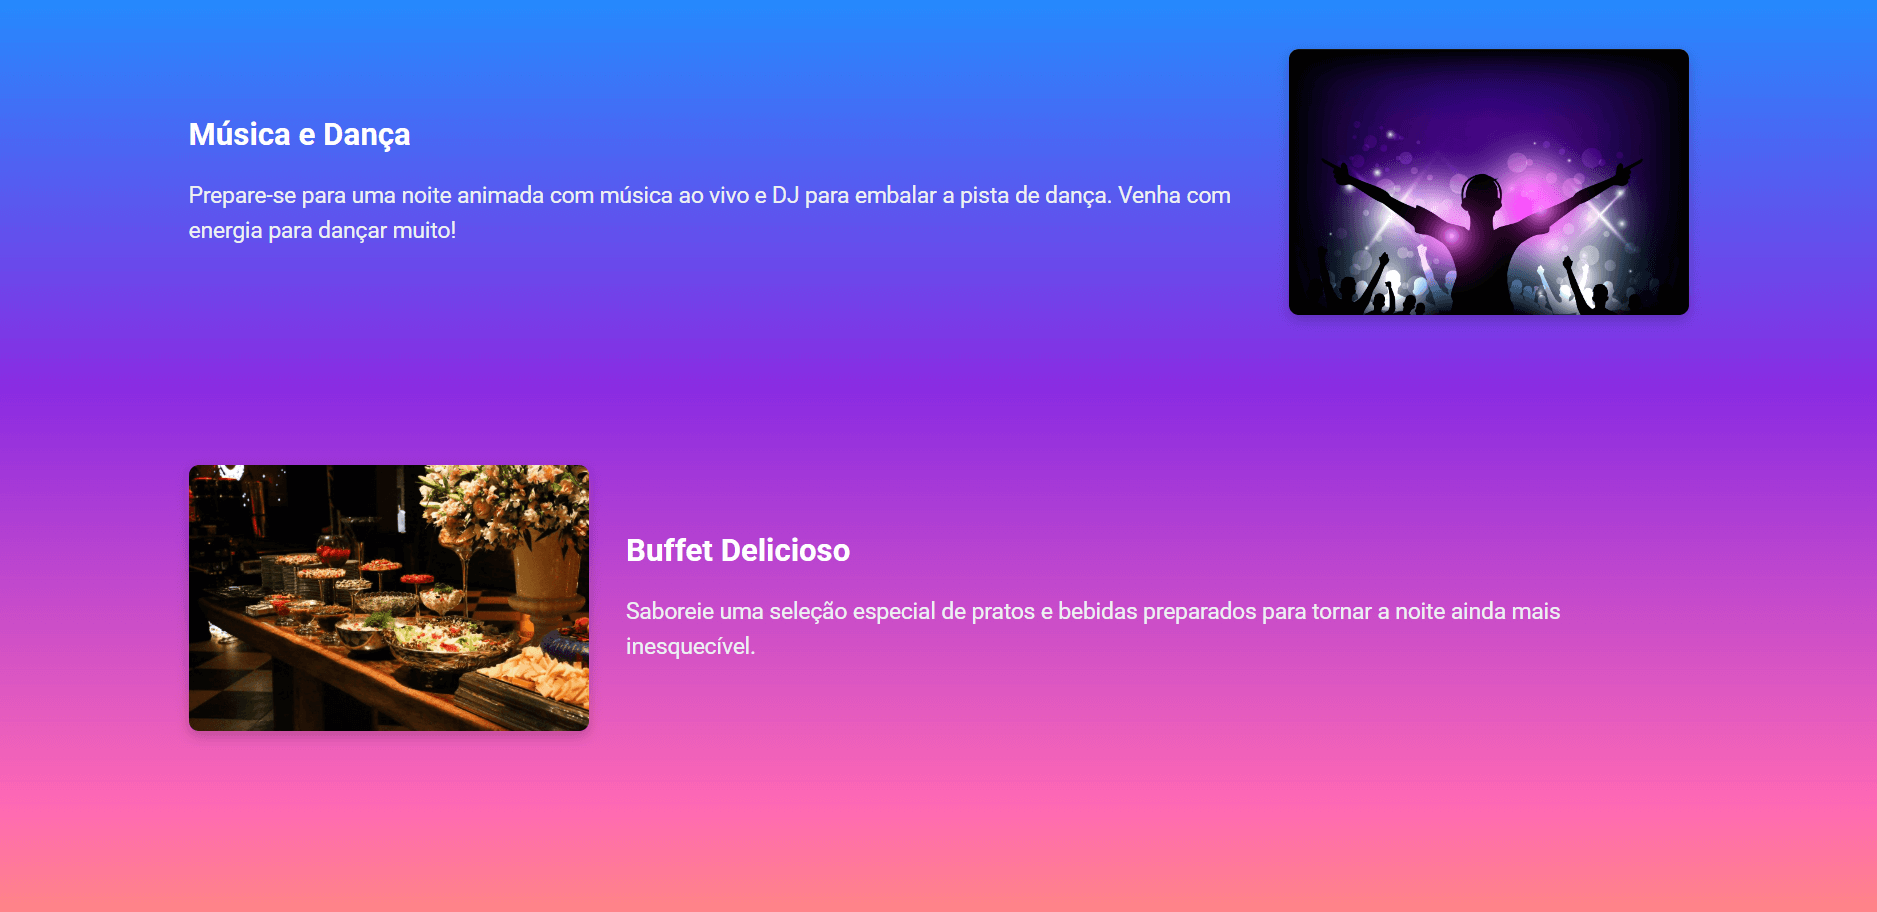 Música e Dança
Prepare-se para uma noite animada com música ao vivo e DJ para embalar a pista de dança. Venha com
energia para dançar muito!
Buffet Delicioso
Saboreie uma seleção especial de pratos e bebidas preparados para tornar a noite ainda mais
inesquecível.